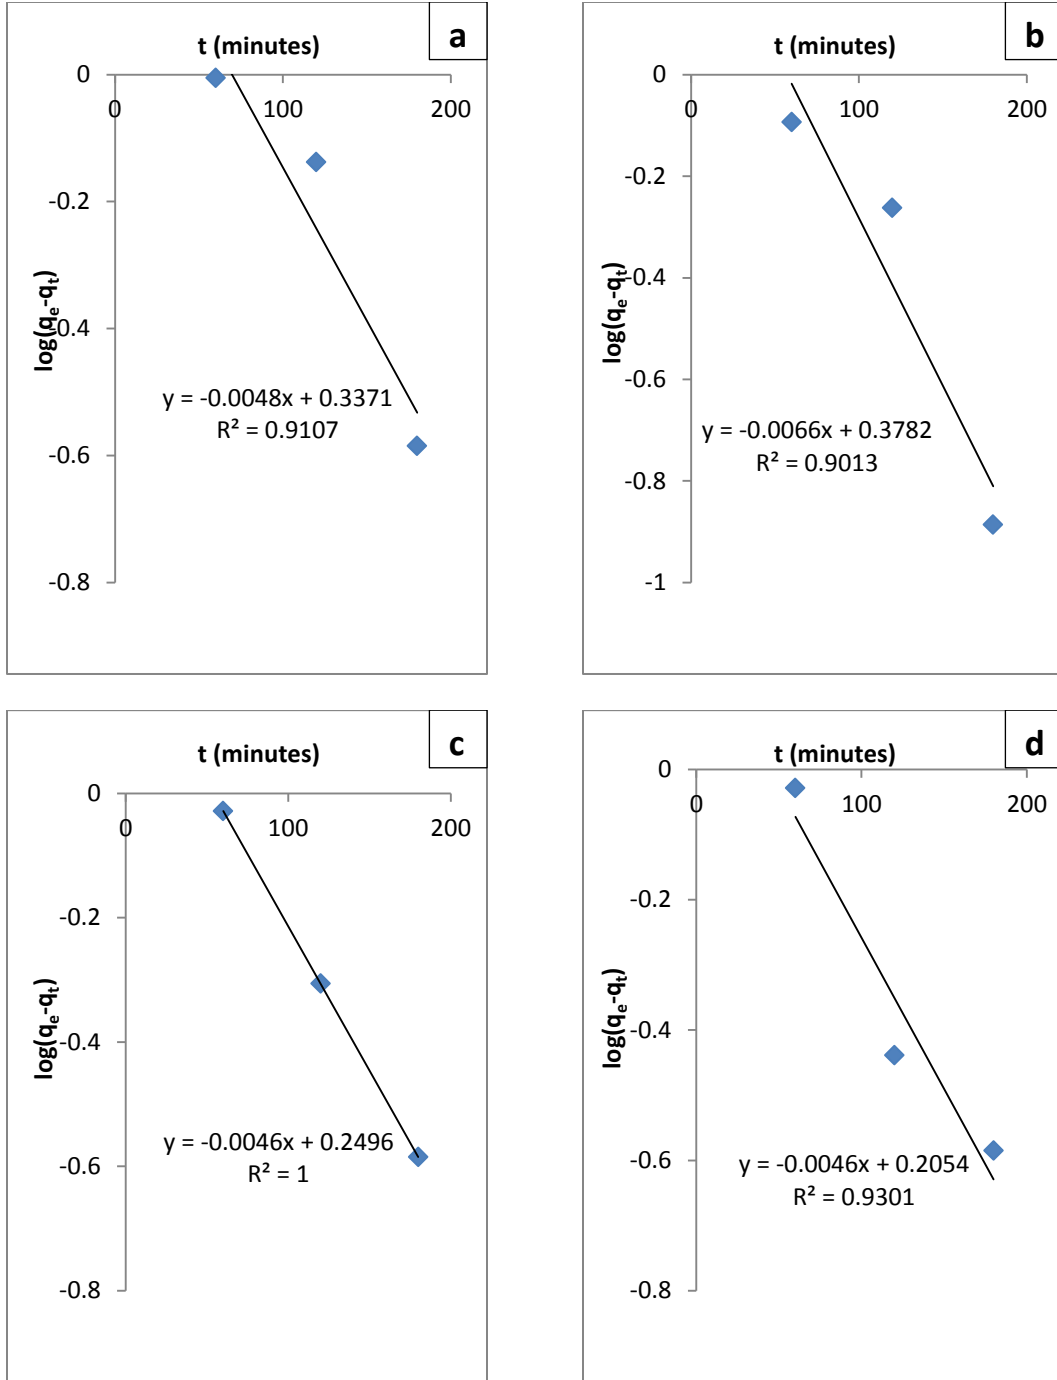 a
t (minutes)
0
0
100
200
-0.2
-0.4
-0.6
-0.8
log(qₑ-qₜ)
y = -0.0048x + 0.3371
R² = 0.9107
b
t (minutes)
0
0
100
200
-0.2
-0.4
-0.6
-0.8
-1
log(qₑ-qₜ)
y = -0.0066x + 0.3782
R² = 0.9013
c
t (minutes)
0
0
100
200
-0.2
-0.4
-0.6
-0.8
log(qₑ-qₜ)
y = -0.0046x + 0.2496
R² = 1
d
t (minutes)
0
0
100
200
-0.2
-0.4
-0.6
-0.8
log(qₑ-qₜ)
y = -0.0046x + 0.2054
R² = 0.9301